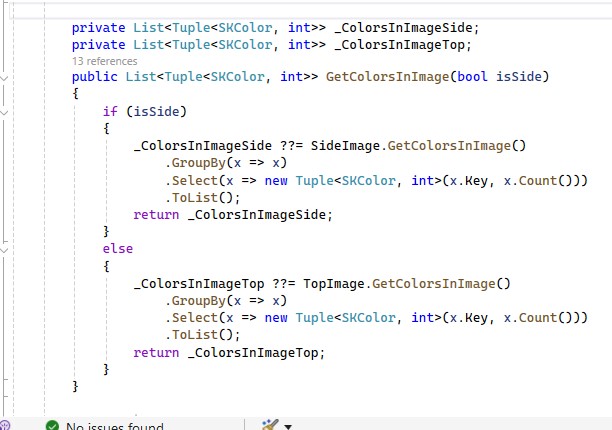 private List<Tuple<SKColor, int>> _ColorsInImageSide;
private List<Tuple<SKColor, int>> _ColorsInImageTop;
13 references
public List<Tuple<SKColor, int>> GetColorsInImage(bool isSide)
{
if (isSide)
{
_ColorsInImageSide ??= SideImage.GetColorsInImage()
.GroupBy(x => x)
.Select(x => new Tuple<SKColor, int>(x.Key, x.Count()))
.ToList();
return _ColorsInImageSide;
}
else
{
_ColorsInImageTop ??= TopImage.GetColorsInImage()
.GroupBy(x => x)
.Select(x => new Tuple<SKColor, int>(x.Key, x.Count()))
.ToList();
return _ColorsInImageTop;
}
}
No issues found